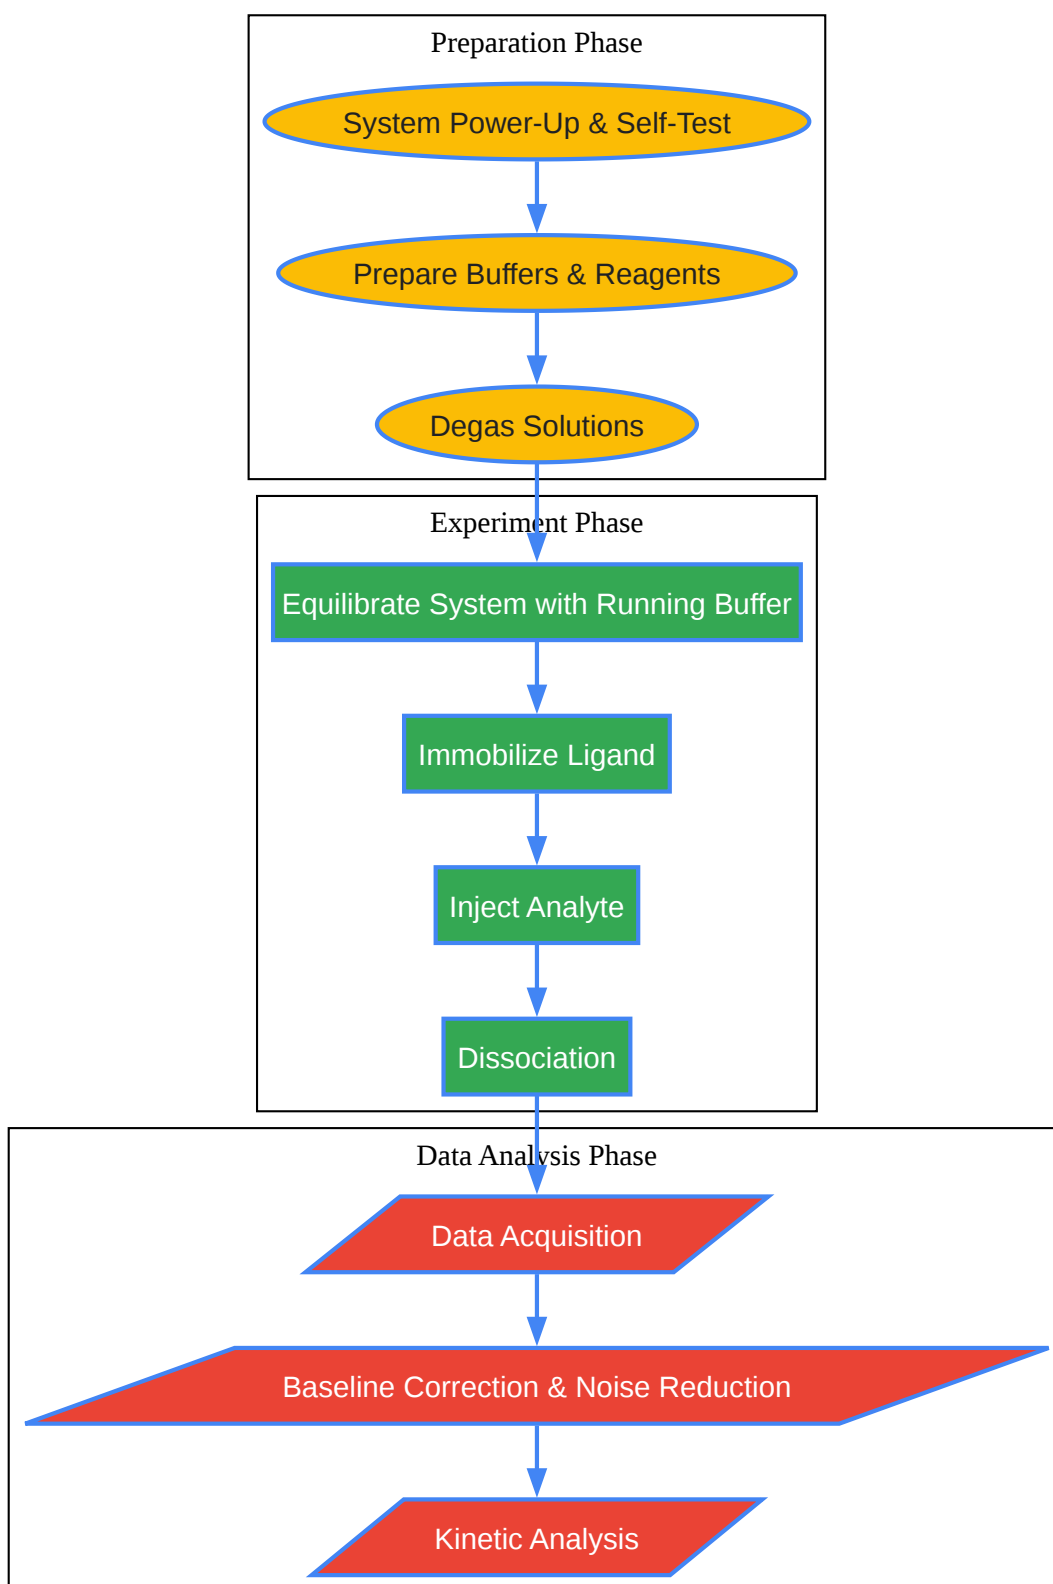 Preparation Phase
System Power-Up & Self-Test
Prepare Buffers & Reagents
Degas Solutions
Experiment Phase
Equilibrate System with Running Buffer
Immobilize Ligand
Inject Analyte
Dissociation
Data Analysis Phase
Data Acquisition
Baseline Correction & Noise Reduction
Kinetic Analysis